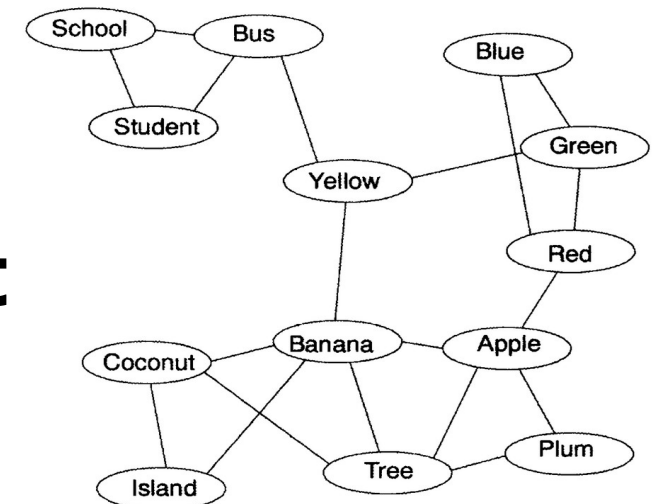 School
Bus
Blue
Student
Green
Yellow
Red
t
Banana
Apple
Coconut
Plum
Tree
Island